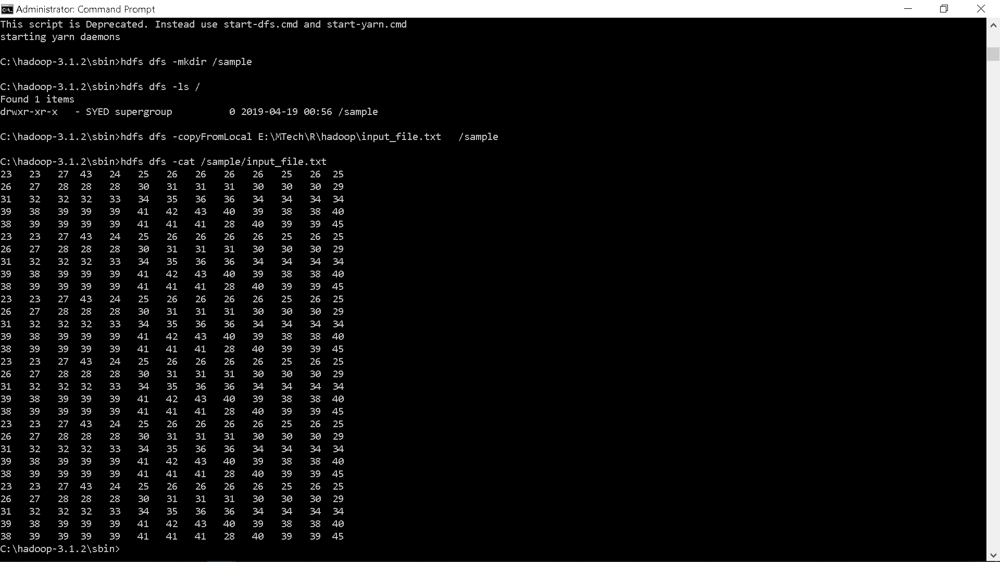 Administrator: Command Prompt
This script is Deprecated. Instead use start-dfs.cmd and start-yarn.cmd
starting yarn daemons
C:\hadoop-3.1.2\sbin>hdfs dfs -mkdir /sample
C:\hadoop-3.1.2\sbin>hdfs dfs -ls /
Found 1 items
drwxr-xr-x   - SYED supergroup          0 2019-04-19 00:56 /sample
C:\hadoop-3.1.2\sbin>hdfs dfs -copyFromLocal E:\MTech\R\hadoop\input_file.txt   /sample
C:\hadoop-3.1.2\sbin>hdfs dfs -cat /sample/input_file.txt
23   23   27  43   24   25   26   26   26   26   25   26  25
26   27   28  28   28   30   31   31   31   30   30   30  29
31   32   32  32   33   34   35   36   36   34   34   34  34
39   38   39  39   39   41   42   43   40   39   38   38  40
38   39   39  39   39   41   41   41   28   40   39   39  45
23   23   27  43   24   25   26   26   26   26   25   26  25
26   27   28  28   28   30   31   31   31   30   30   30  29
31   32   32  32   33   34   35   36   36   34   34   34  34
39   38   39  39   39   41   42   43   40   39   38   38  40
38   39   39  39   39   41   41   41   28   40   39   39  45
23   23   27  43   24   25   26   26   26   26   25   26  25
26   27   28  28   28   30   31   31   31   30   30   30  29
31   32   32  32   33   34   35   36   36   34   34   34  34
39   38   39  39   39   41   42   43   40   39   38   38  40
38   39   39  39   39   41   41   41   28   40   39   39  45
23   23   27  43   24   25   26   26   26   26   25   26  25
26   27   28  28   28   30   31   31   31   30   30   30  29
31   32   32  32   33   34   35   36   36   34   34   34  34
39   38   39  39   39   41   42   43   40   39   38   38  40
38   39   39  39   39   41   41   41   28   40   39   39  45
23   23   27  43   24   25   26   26   26   26   25   26  25
26   27   28  28   28   30   31   31   31   30   30   30  29
31   32   32  32   33   34   35   36   36   34   34   34  34
39   38   39  39   39   41   42   43   40   39   38   38  40
38   39   39  39   39   41   41   41   28   40   39   39  45
23   23   27  43   24   25   26   26   26   26   25   26  25
26   27   28  28   28   30   31   31   31   30   30   30  29
31   32   32  32   33   34   35   36   36   34   34   34  34
39   38   39  39   39   41   42   43   40   39   38   38  40
38   39   39  39   39   41   41   41   28   40   39   39  45
C:\hadoop-3.1.2\sbin>